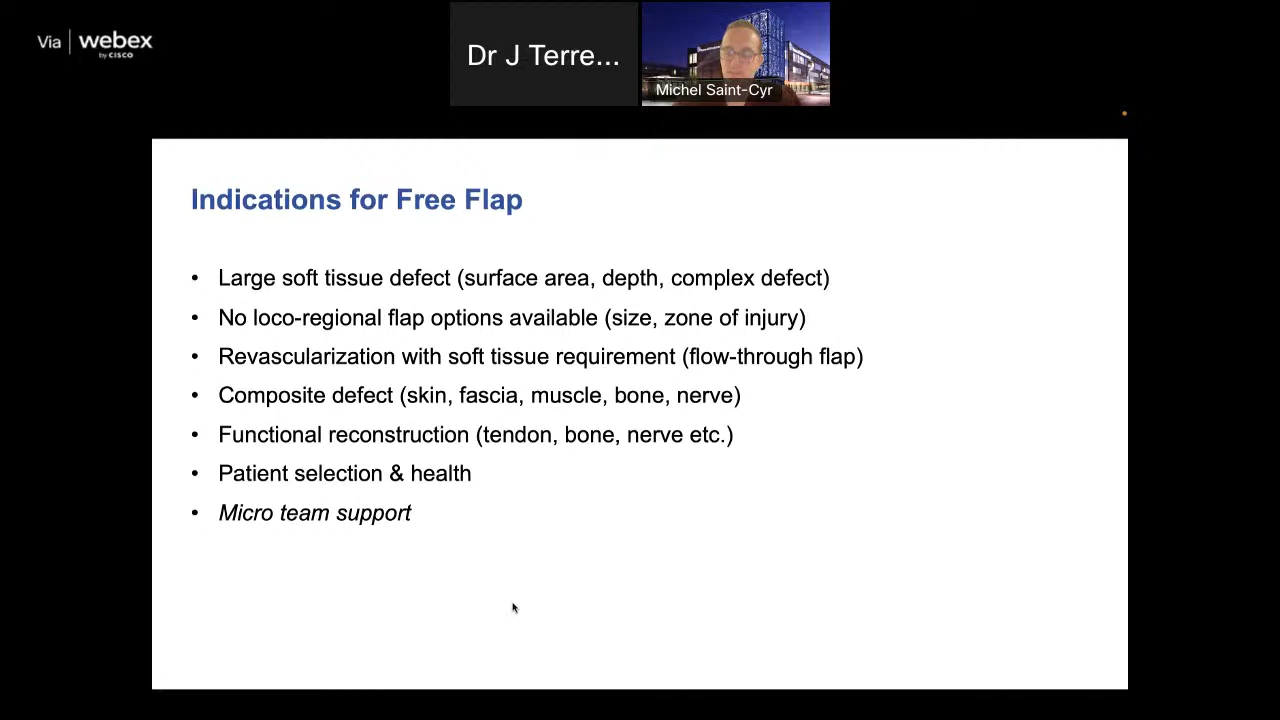 Via | webex
by CISCO
Dr J Terre...
Michel Saint-Cyr
Indications for Free Flap
• Large soft tissue defect (surface area, depth, complex defect)
• No loco-regional flap options available (size, zone of injury)
• Revascularization with soft tissue requirement (flow-through flap)
• Composite defect (skin, fascia, muscle, bone, nerve)
• Functional reconstruction (tendon, bone, nerve etc.)
• Patient selection & health
• Micro team support